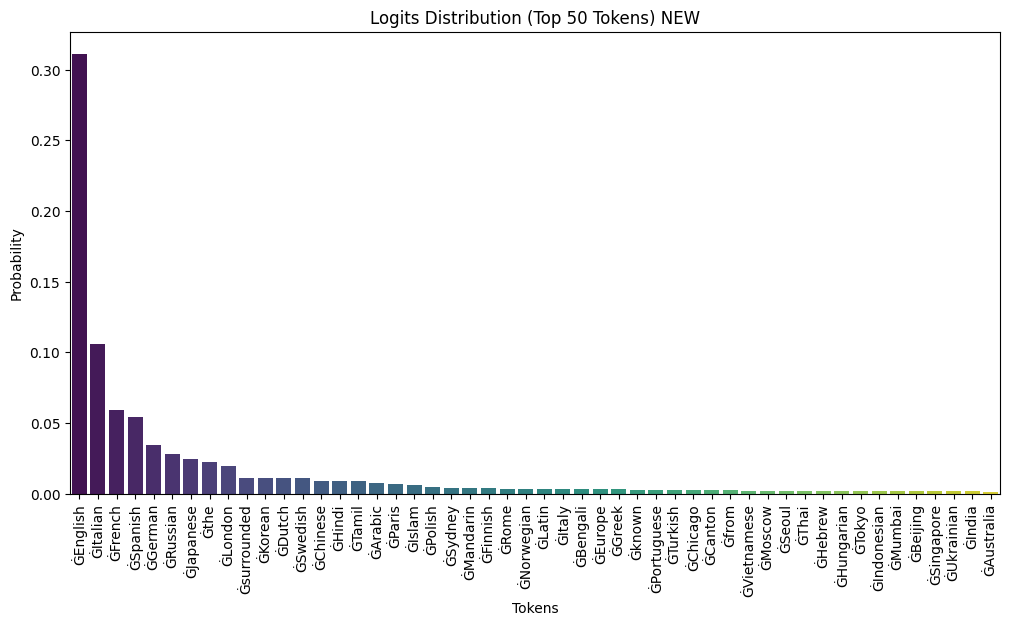 Logits Distribution (Top 50 Tokens) NEW
Probability
0.30
0.25
0.20
0.15
0.10
0.05
0.00
ĠEnglish
ĠItalian
ĠFrench
ĠSpanish
ĠGerman
ĠRussian
ĠJapanese
Ġthe
ĠLondon
Ġsurrounded
ĠKorean
ĠDutch
ĠSwedish
ĠChinese
ĠHindi
ĠTamil
ĠArabic
ĠParis
ĠIslam
ĠPolish
ĠSydney
ĠMandarin
ĠFinnish
ĠRome
ĠNorwegian
ĠLatin
ĠItaly
ĠBengali
ĠEurope
ĠGreek
Ġknown
ĠPortuguese
ĠTurkish
ĠChicago
ĠCanton
Ġfrom
ĠVietnamese
ĠMoscow
ĠSeoul
ĠThai
ĠHebrew
ĠHungarian
ĠTokyo
ĠIndonesian
ĠMumbai
ĠBeijing
ĠSingapore
ĠUkrainian
ĠIndia
ĠAustralia
Tokens